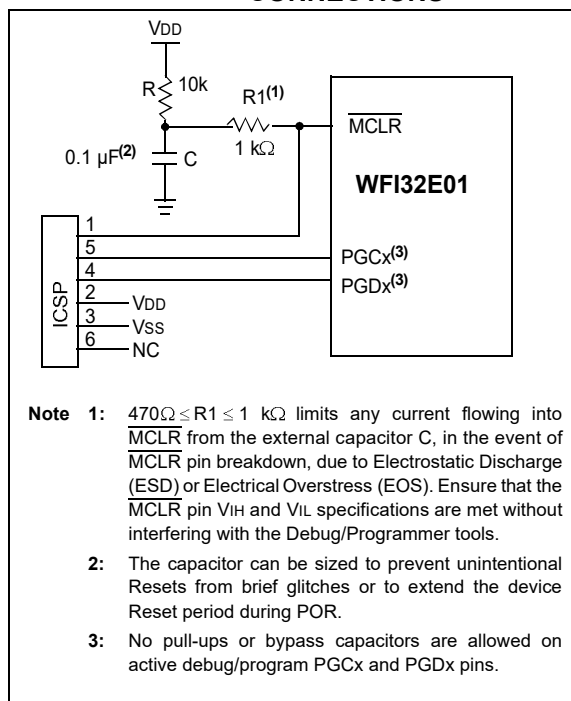 VDD
R 10k
R1(1)
1 kΩ
MCLR
0.1 µF(2)
C
WFI32E01
ICSP
1
5
PGCx(3)
4
PGDx(3)
2
VDD
3
VSS
6
NC
Note 1: 470Ω ≤ R1 ≤ 1 kΩ limits any current flowing into
MCLR from the external capacitor C, in the event of
MCLR pin breakdown, due to Electrostatic Discharge
(ESD) or Electrical Overstress (EOS). Ensure that the
MCLR pin VIH and VIL specifications are met without
interfering with the Debug/Programmer tools.
2: The capacitor can be sized to prevent unintentional
Resets from brief glitches or to extend the device
Reset period during POR.
3: No pull-ups or bypass capacitors are allowed on
active debug/program PGCx and PGDx pins.